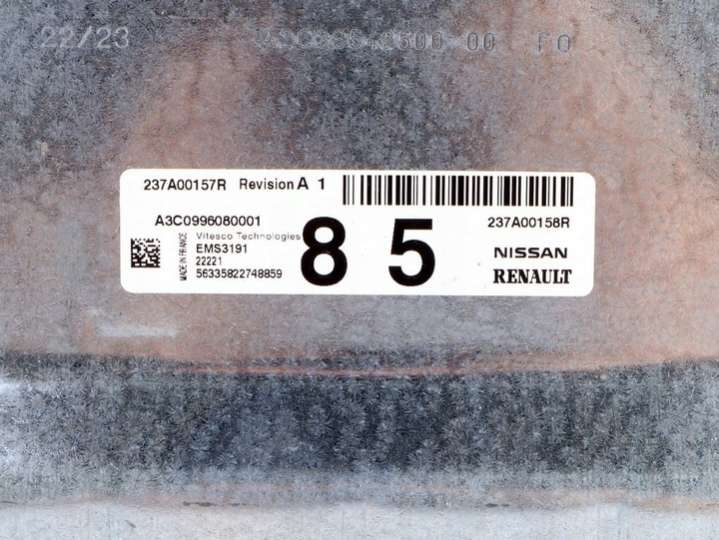 22/23
FO
237A00157R Revision A 1
A3C0996080001
237A00158R
MADE IN FRANCE
Vitesco Technologies
EMS3191
22221
56335822748859
8 5
NISSAN
RENAULT